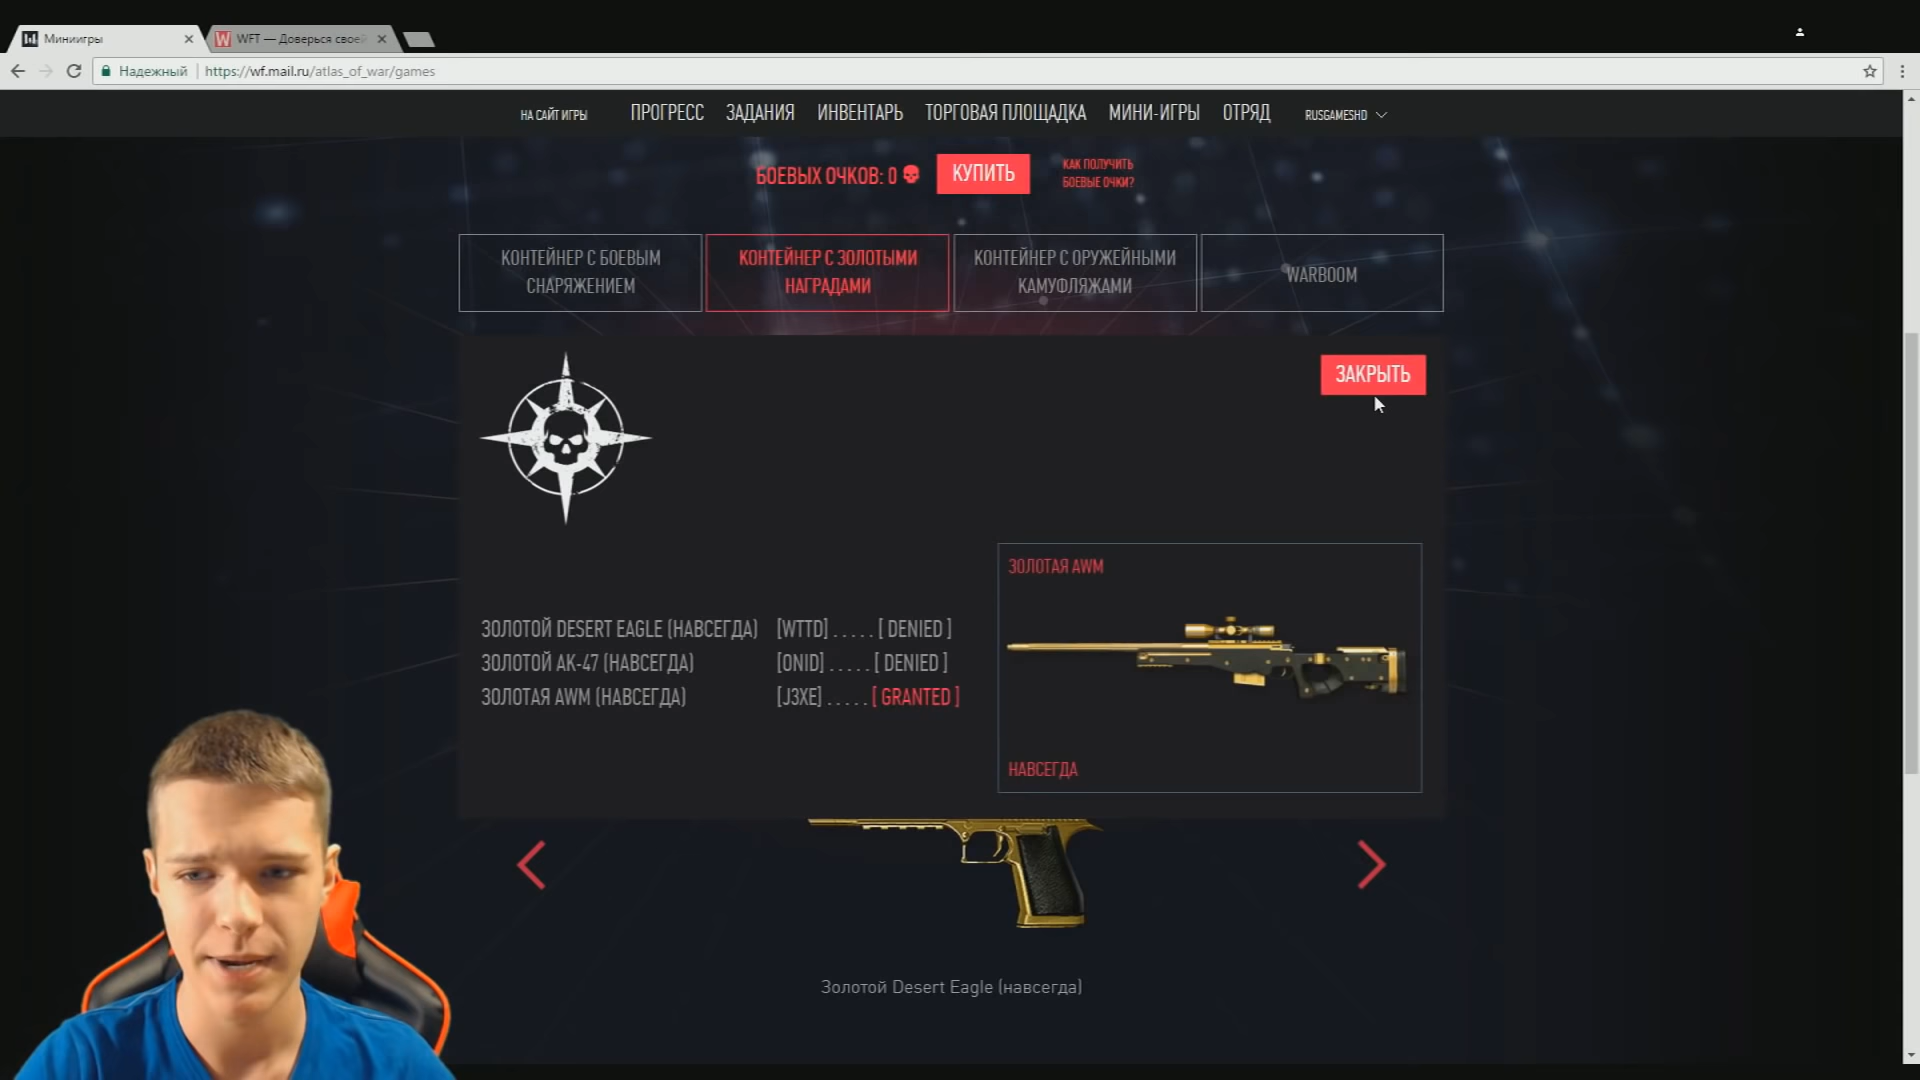 Миниигры
WFT — Доверься своей
Надежный
https://wf.mail.ru/atlas_of_war/games
НА САЙТ ИГРЫ
ПРОГРЕСС
ЗАДАНИЯ
ИНВЕНТАРЬ
ТОРГОВАЯ ПЛОЩАДКА
МИНИ-ИГРЫ
ОТРЯД
RUSGAMESHD
БОЕВЫХ ОЧКОВ: 0
КУПИТЬ
КАК ПОЛУЧИТЬ
БОЕВЫЕ ОЧКИ?
КОНТЕЙНЕР С БОЕВЫМ
СНАРЯЖЕНИЕМ
КОНТЕЙНЕР С ЗОЛОТЫМИ
НАГРАДАМИ
КОНТЕЙНЕР С ОРУЖЕЙНЫМИ
КАМУФЛЯЖАМИ
WARBOOM
ЗАКРЫТЬ
ЗОЛОТОЙ DESERT EAGLE (НАВСЕГДА) [WTTD] . . . . . [ DENIED ]
ЗОЛОТОЙ АК-47 (НАВСЕГДА) [ONID] . . . . . [ DENIED ]
ЗОЛОТАЯ AWM (НАВСЕГДА) [J3XE] . . . . . [ GRANTED ]
ЗОЛОТАЯ AWM
НАВСЕГДА
Золотой Desert Eagle (навсегда)